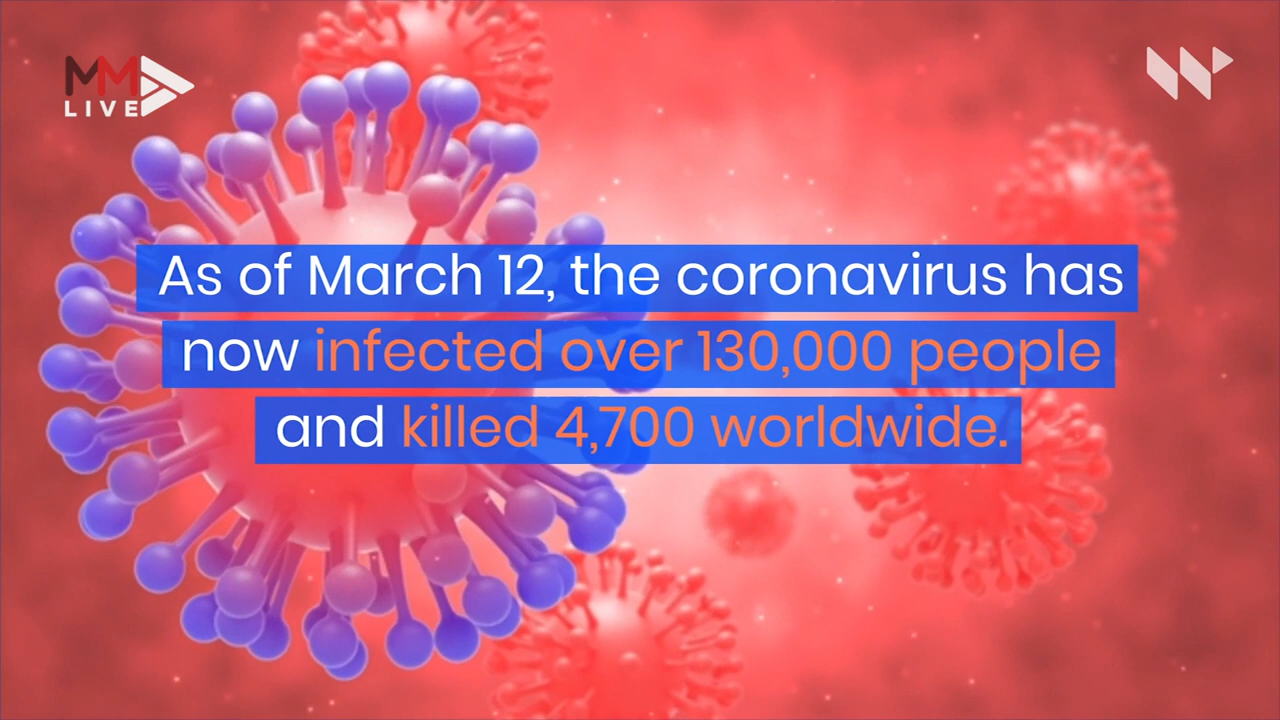 MM
LIVE
As of March 12, the coronavirus has
now infected over 130,000 people
and killed 4,700 worldwide.